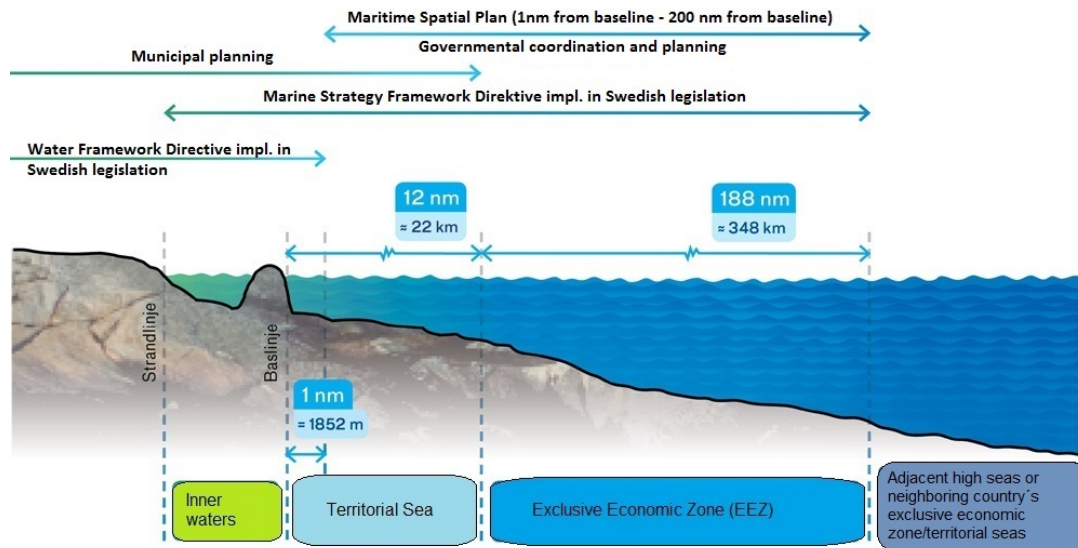 Maritime Spatial Plan (1nm from baseline - 200 nm from baseline)
Governmental coordination and planning
Municipal planning
Marine Strategy Framework Direktive impl. in Swedish legislation
Water Framework Directive impl. in
Swedish legislation
12 nm
≈ 22 km
188 nm
≈ 348 km
Strandlinje
Baslinje
1 nm
= 1852 m
Inner
waters
Territorial Sea
Exclusive Economic Zone (EEZ)
Adjacent high seas or
neighboring country´s
exclusive economic
zone/territorial seas